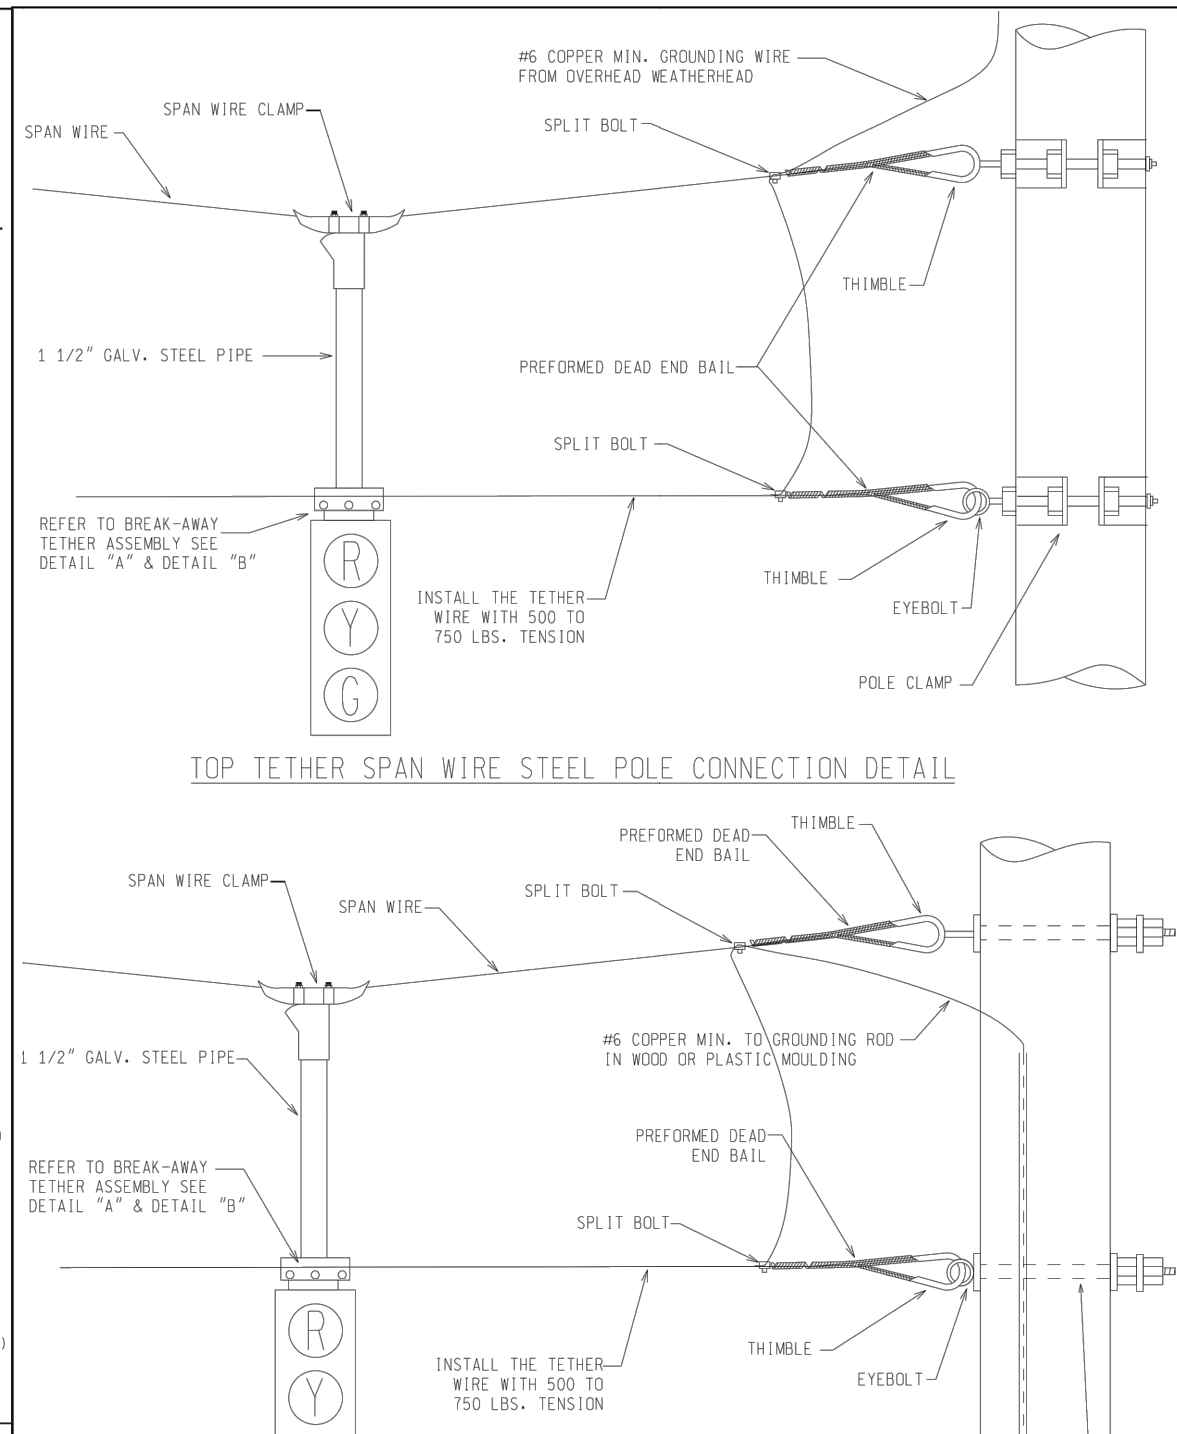 #6 COPPER MIN. GROUNDING WIRE
FROM OVERHEAD WEATHERHEAD
SPAN WIRE CLAMP
SPLIT BOLT
SPAN WIRE
THIMBLE
1 1/2" GALV. STEEL PIPE
PREFORMED DEAD END BAIL
SPLIT BOLT
REFER TO BREAK-AWAY
TETHER ASSEMBLY SEE
DETAIL "A" & DETAIL "B"
R
Y
G
THIMBLE
INSTALL THE TETHER
WIRE WITH 500 TO
750 LBS. TENSION
EYEBOLT
POLE CLAMP
TOP TETHER SPAN WIRE STEEL POLE CONNECTION DETAIL
THIMBLE
PREFORMED DEAD
END BAIL
SPAN WIRE CLAMP
SPLIT BOLT
SPAN WIRE
#6 COPPER MIN. TO GROUNDING ROD
IN WOOD OR PLASTIC MOULDING
1 1/2" GALV. STEEL PIPE
PREFORMED DEAD
END BAIL
REFER TO BREAK-AWAY
TETHER ASSEMBLY SEE
DETAIL "A" & DETAIL "B"
SPLIT BOLT
R
Y
THIMBLE
INSTALL THE TETHER
WIRE WITH 500 TO
750 LBS. TENSION
EYEBOLT